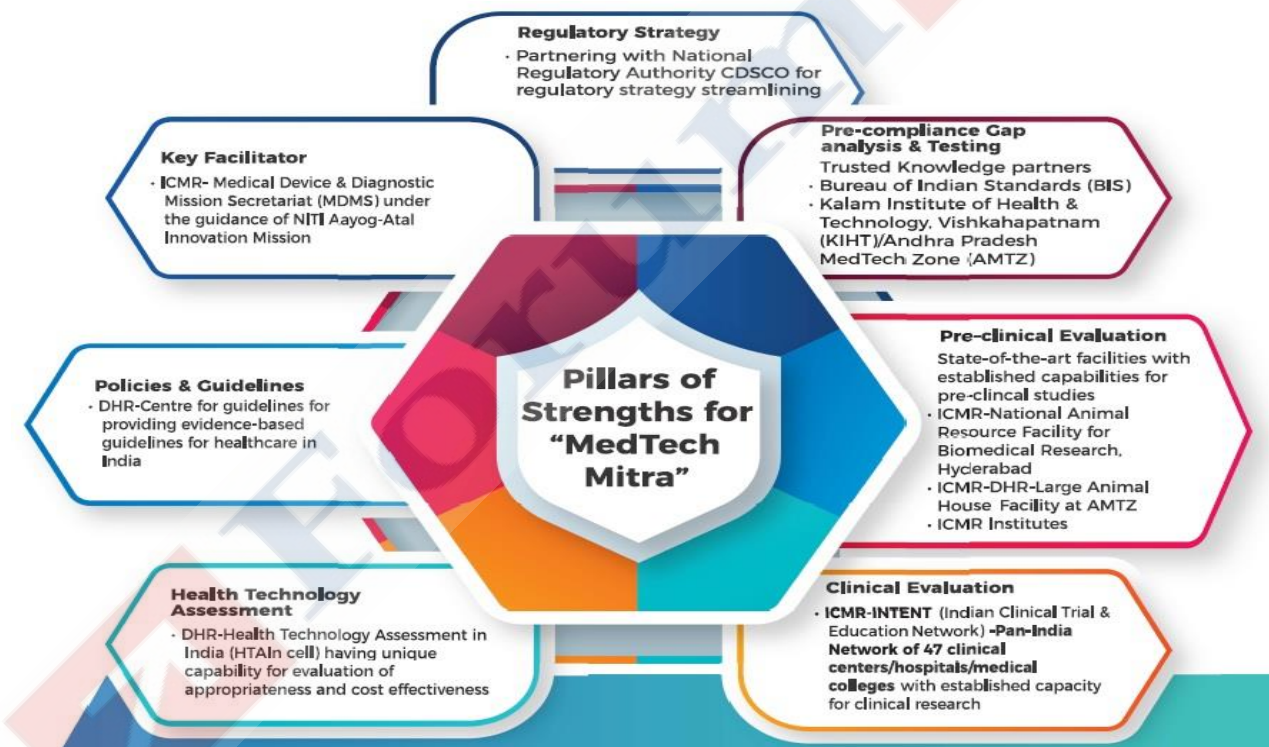 Regulatory Strategy
· Partnering with National
Regulatory Authority CDSCO for
regulatory strategy streamlining
Key Facilitator
· ICMR- Medical Device & Diagnostic
Mission Secretariat (MDMS) under
the guidance of NITI Aayog-Atal
Innovation Mission
Pre-compliance Gap
analysis & Testing
Trusted Knowledge partners
· Bureau of Indian Standards (BIS)
· Kalam Institute of Health &
Technology, Vishkahapatnam
(KIHT)/Andhra Pradesh
MedTech Zone (AMTZ)
Policies & Guidelines
· DHR-Centre for guidelines for
providing evidence-based
guidelines for healthcare in
India
Pillars of
Strengths for
“MedTech
Mitra”
Pre-clinical Evaluation
State-of-the-art facilities with
established capabilities for
pre-clincal studies
· ICMR-National Animal
Resource Facility for
Biomedical Research,
Hyderabad
· ICMR-DHR-Large Animal
House Facility at AMTZ
· ICMR Institutes
Health Technology
Assessment
· DHR-Health Technology Assessment in
India (HTAIn cell) having unique
capability for evaluation of
appropriateness and cost effectiveness
Clinical Evaluation
· ICMR-INTENT (Indian Clinical Trial &
Education Network) -Pan-India
Network of 47 clinical
centers/hospitals/medical
colleges with established capacity
for clinical research